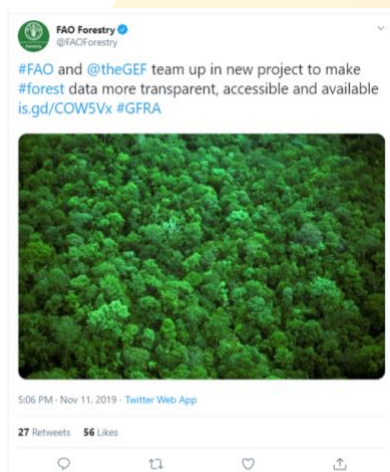 FAO Forestry
@FAOForestry
#FAO and @theGEF team up in new project to make
#forest data more transparent, accessible and available
is.gd/COW5Vx #GFRA
5:06 PM - Nov 11, 2019 - Twitter Web App
27 Retweets 56 Likes